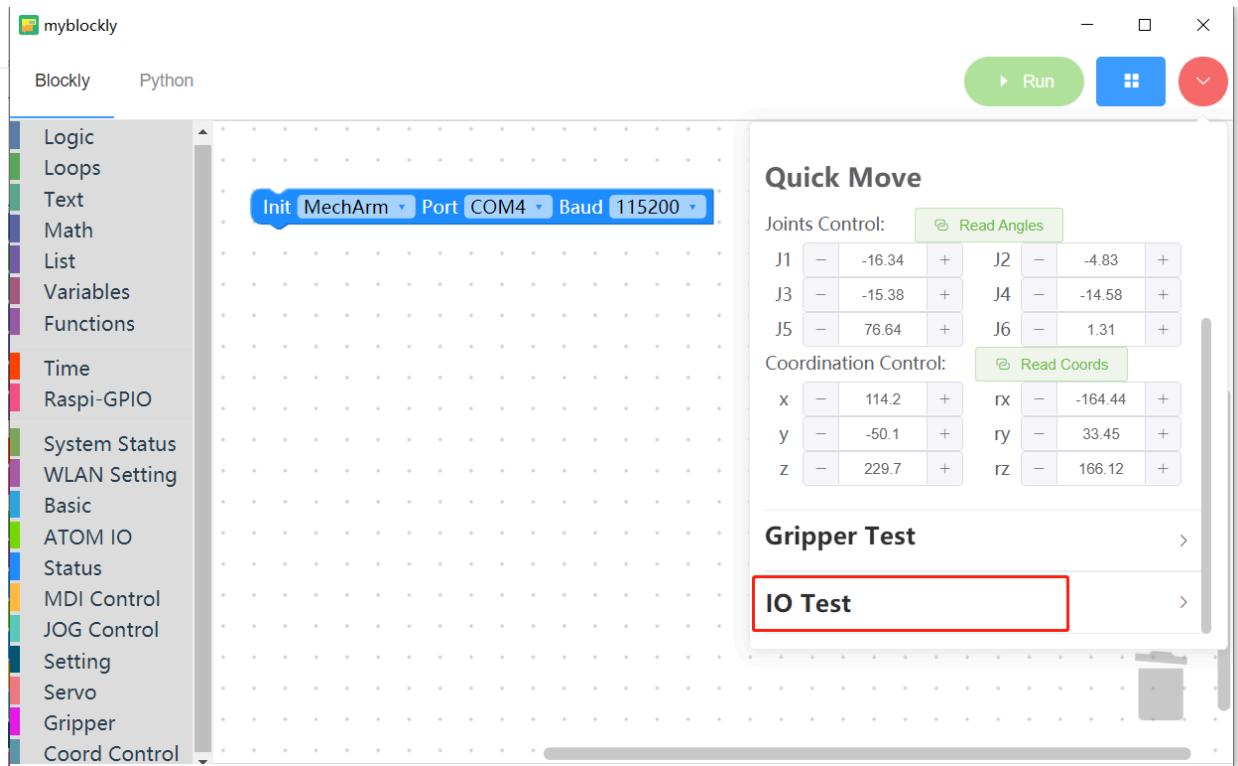 myblockly
Blockly Python Run
Logic
Loops
Text
Math
List
Variables
Functions
Time
Raspi-GPIO
System Status
WLAN Setting
Basic
ATOM IO
Status
MDI Control
JOG Control
Setting
Servo
Gripper
Coord Control
Init MechArm Port COM4 Baud 115200
Quick Move
Joints Control: Read Angles
J1 − -16.34 + J2 − -4.83 +
J3 − -15.38 + J4 − -14.58 +
J5 − 76.64 + J6 − 1.31 +
Coordination Control: Read Coords
x − 114.2 + rx − -164.44 +
y − -50.1 + ry − 33.45 +
z − 229.7 + rz − 166.12 +
Gripper Test
IO Test